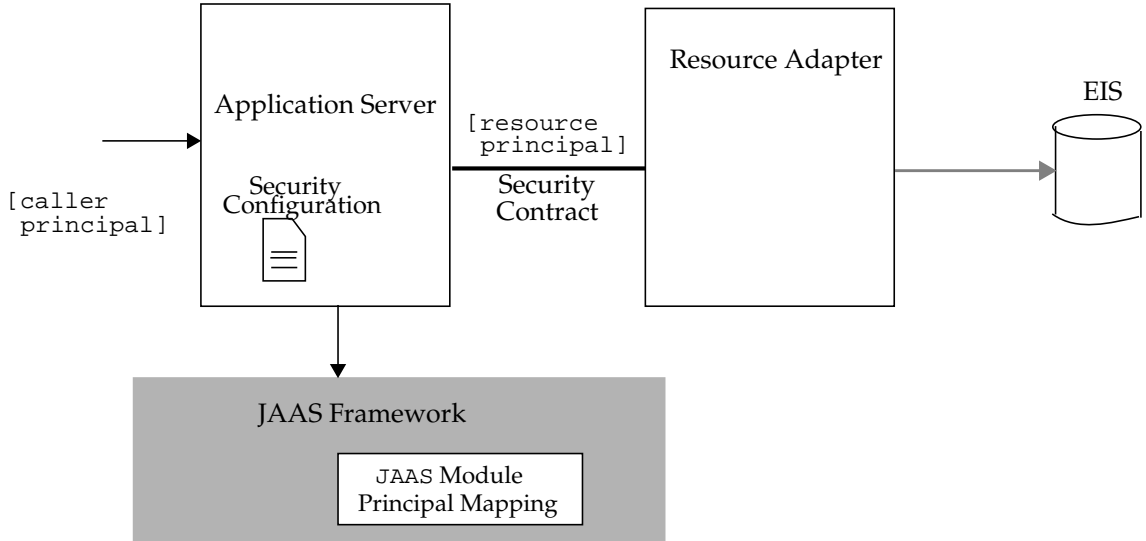 Resource Adapter
EIS
Application Server
[resource
principal]
Security
Configuration
Security
Contract
[caller
principal]
JAAS Framework
JAAS Module
Principal Mapping